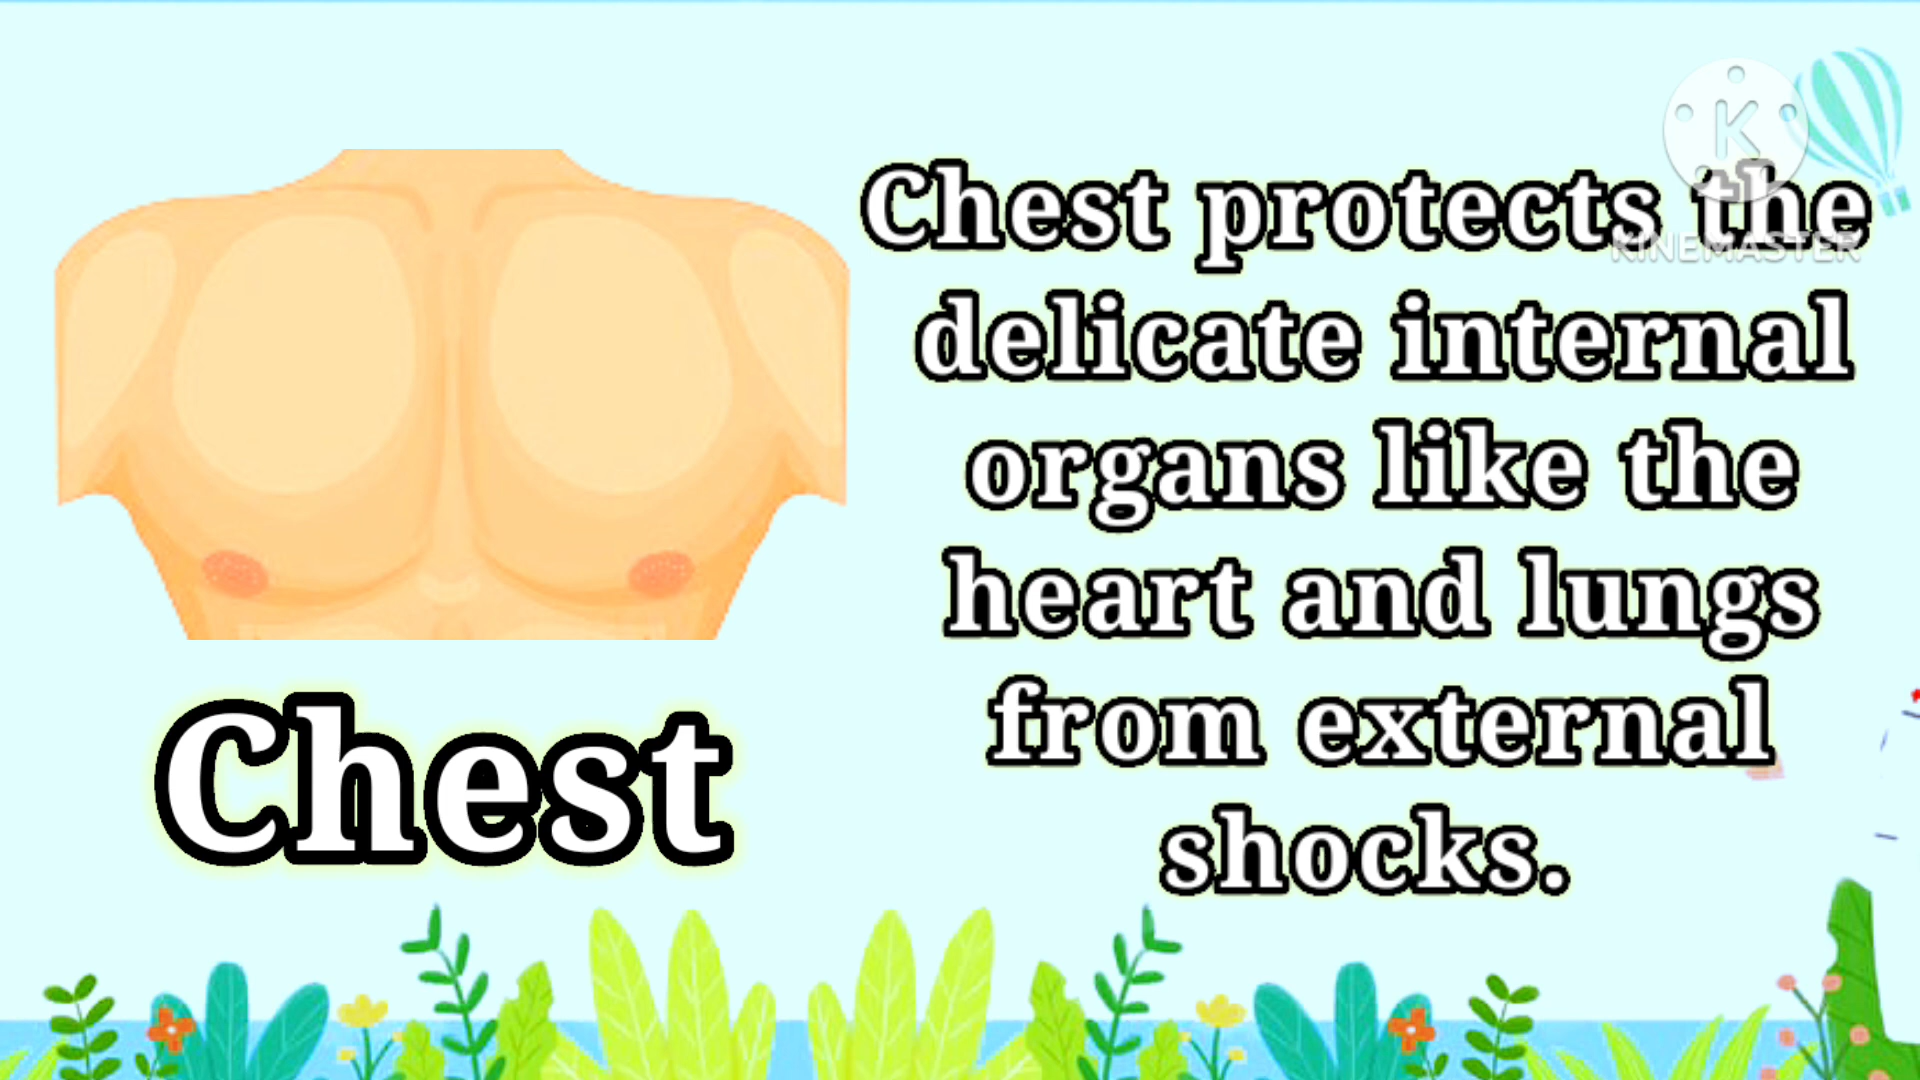 K
KINEMASTER
Chest protects the
delicate internal
organs like the
heart and lungs
from external
shocks.
Chest